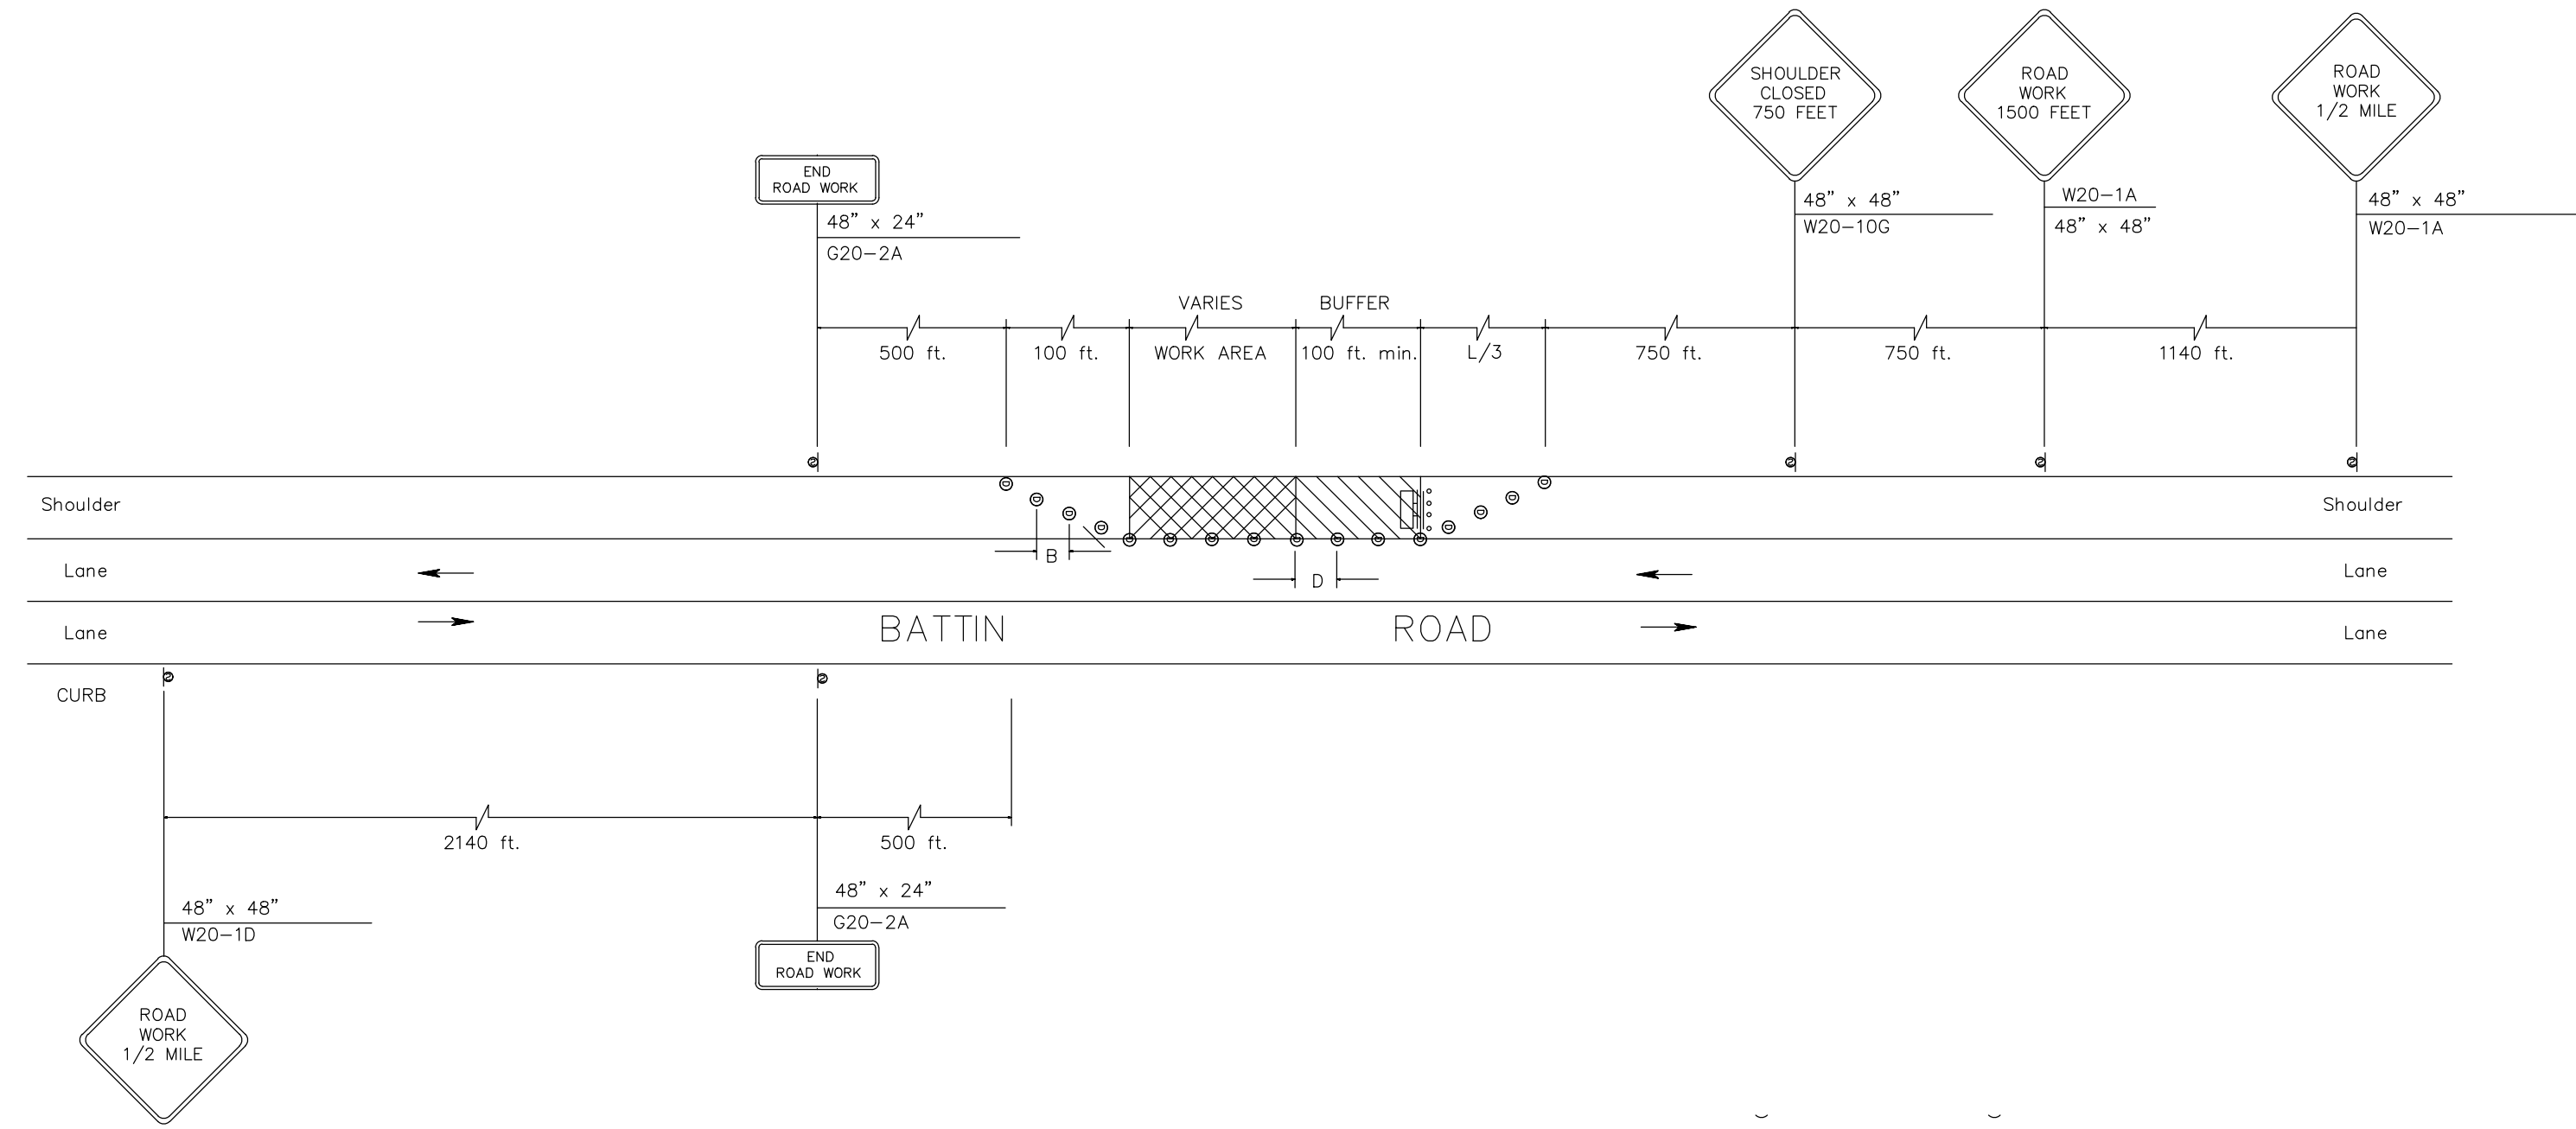 SHOULDER
CLOSED
750 FEET
ROAD
WORK
1500 FEET
ROAD
WORK
1/2 MILE
END
ROAD WORK
48” x 48”
W20-10G
W20-1A
48” x 48”
48” x 48”
W20-1A
48” x 24”
G20-2A
VARIES
BUFFER
500 ft.
100 ft.
WORK AREA
100 ft. min.
L/3
750 ft.
750 ft.
1140 ft.
Shoulder
Shoulder
B
D
Lane
Lane
Lane
BATTIN
ROAD
Lane
CURB
2140 ft.
500 ft.
48” x 48”
W20-1D
48” x 24”
G20-2A
END
ROAD WORK
ROAD
WORK
1/2 MILE